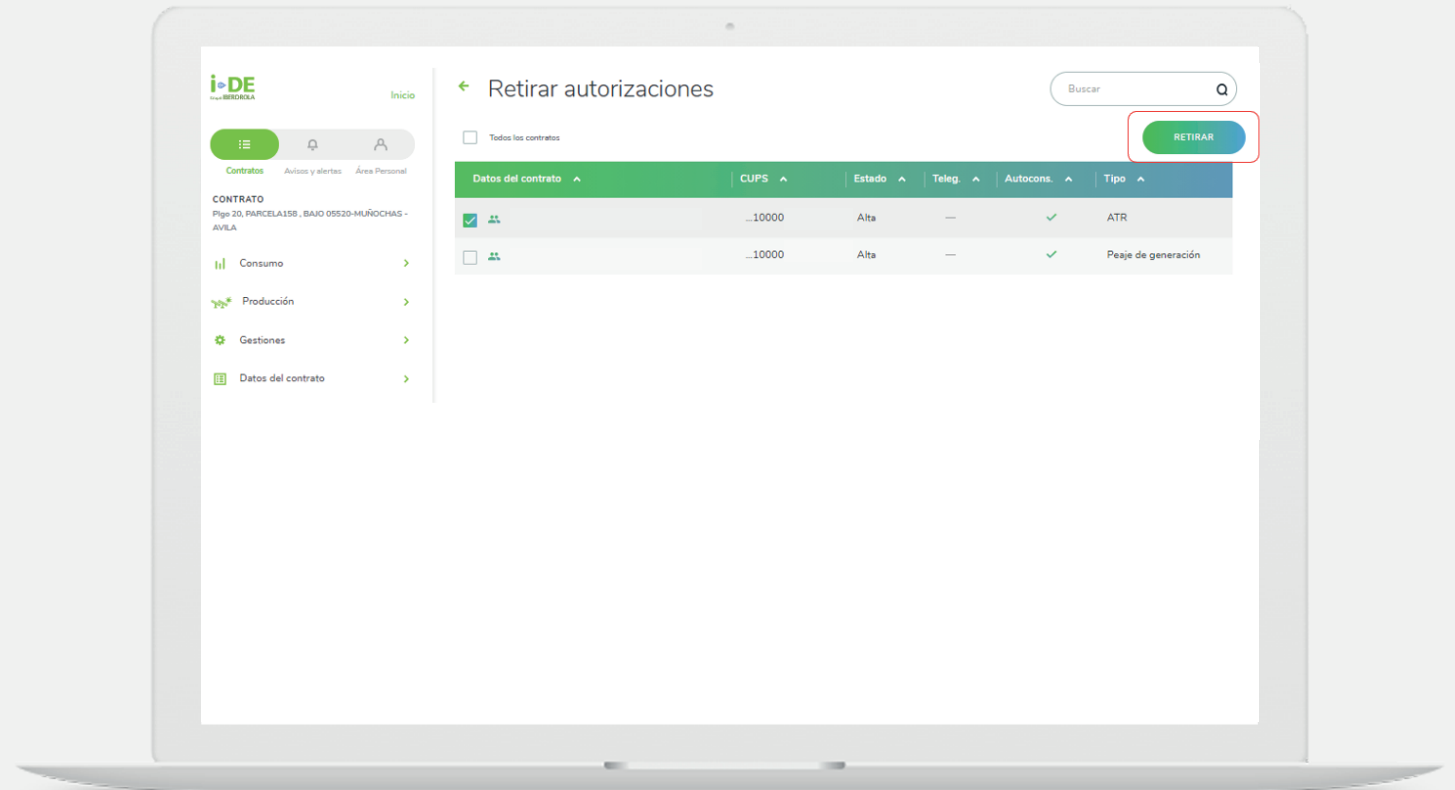 i-DE
Grupo IBERDROLA
Inicio
Contratos
Avisos y alertas
Área Personal
CONTRATO
Plgo 20, PARCELA158 , BAJO 05520-MUÑOCHAS -
AVILA
Consumo
Producción
Gestiones
Datos del contrato
Retirar autorizaciones
Buscar
Todos los contratos
RETIRAR
Datos del contrato CUPS Estado Teleg. Autocons. Tipo
...10000 Alta — ATR
...10000 Alta — Peaje de generación